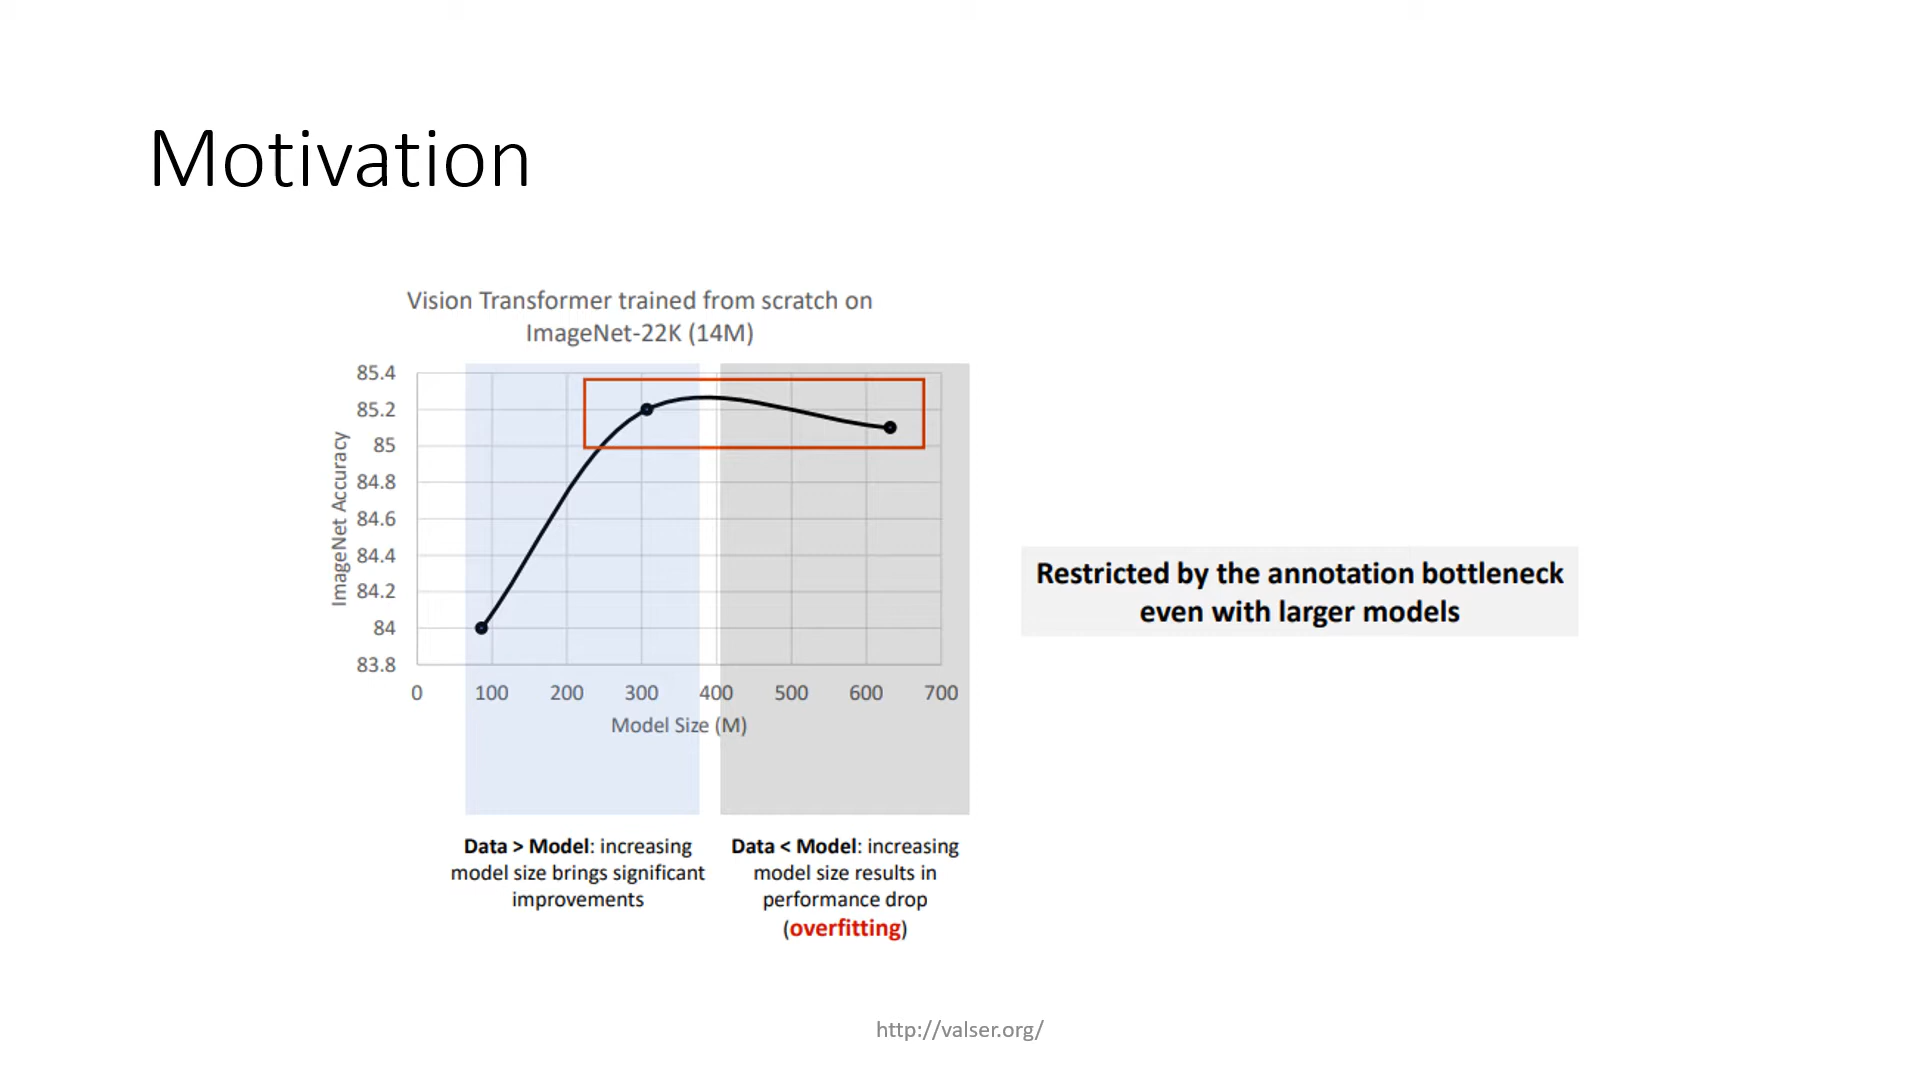 Motivation
Vision Transformer trained from scratch on
ImageNet-22K (14M)
ImageNet Accuracy
85.4
85.2
85
84.8
84.6
84.4
84.2
84
83.8
0 100 200 300 400 500 600 700
Model Size (M)
Restricted by the annotation bottleneck
even with larger models
Data > Model: increasing
model size brings significant
improvements
Data < Model: increasing
model size results in
performance drop
(overfitting)
http://valser.org/